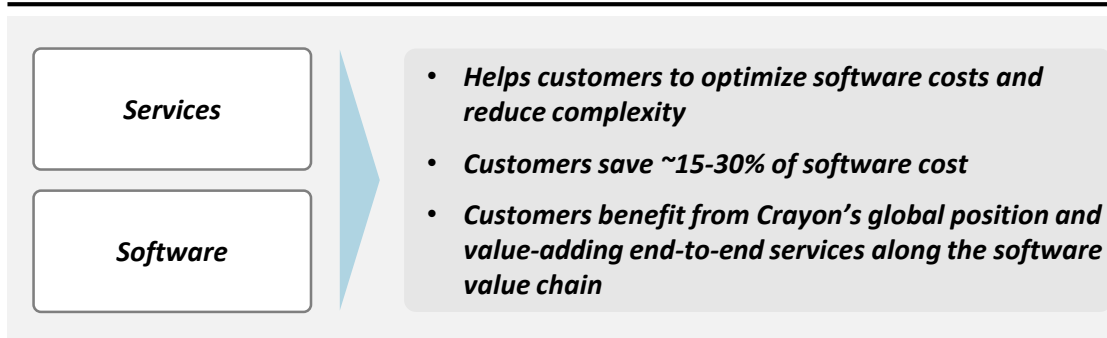 Services
Software
• Helps customers to optimize software costs and
reduce complexity
• Customers save ~15-30% of software cost
• Customers benefit from Crayon’s global position and
value-adding end-to-end services along the software
value chain